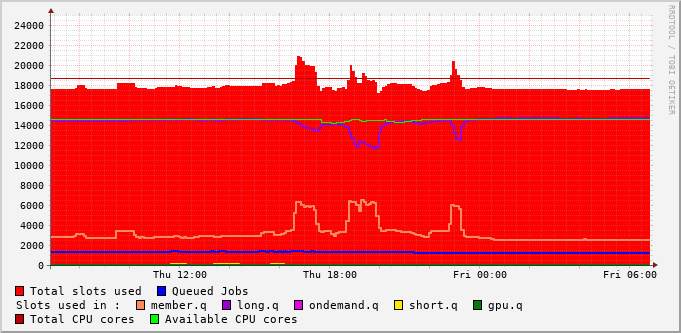 24000
22000
20000
18000
16000
14000
12000
10000
8000
6000
4000
2000
0
Thu 12:00 Thu 18:00 Fri 00:00 Fri 06:00
Total slots used Queued Jobs
Slots used in : member.q long.q ondemand.q short.q gpu.q
Total CPU cores Available CPU cores
RRDTOOL / TOBI OETIKER